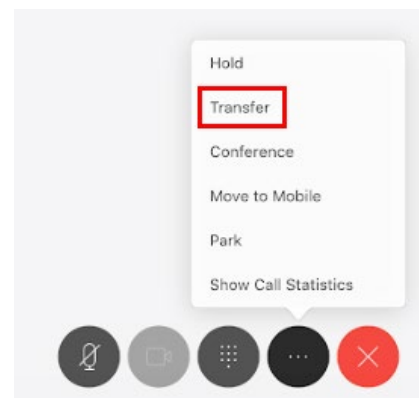 Hold
Transfer
Conference
Move to Mobile
Park
Show Call Statistics